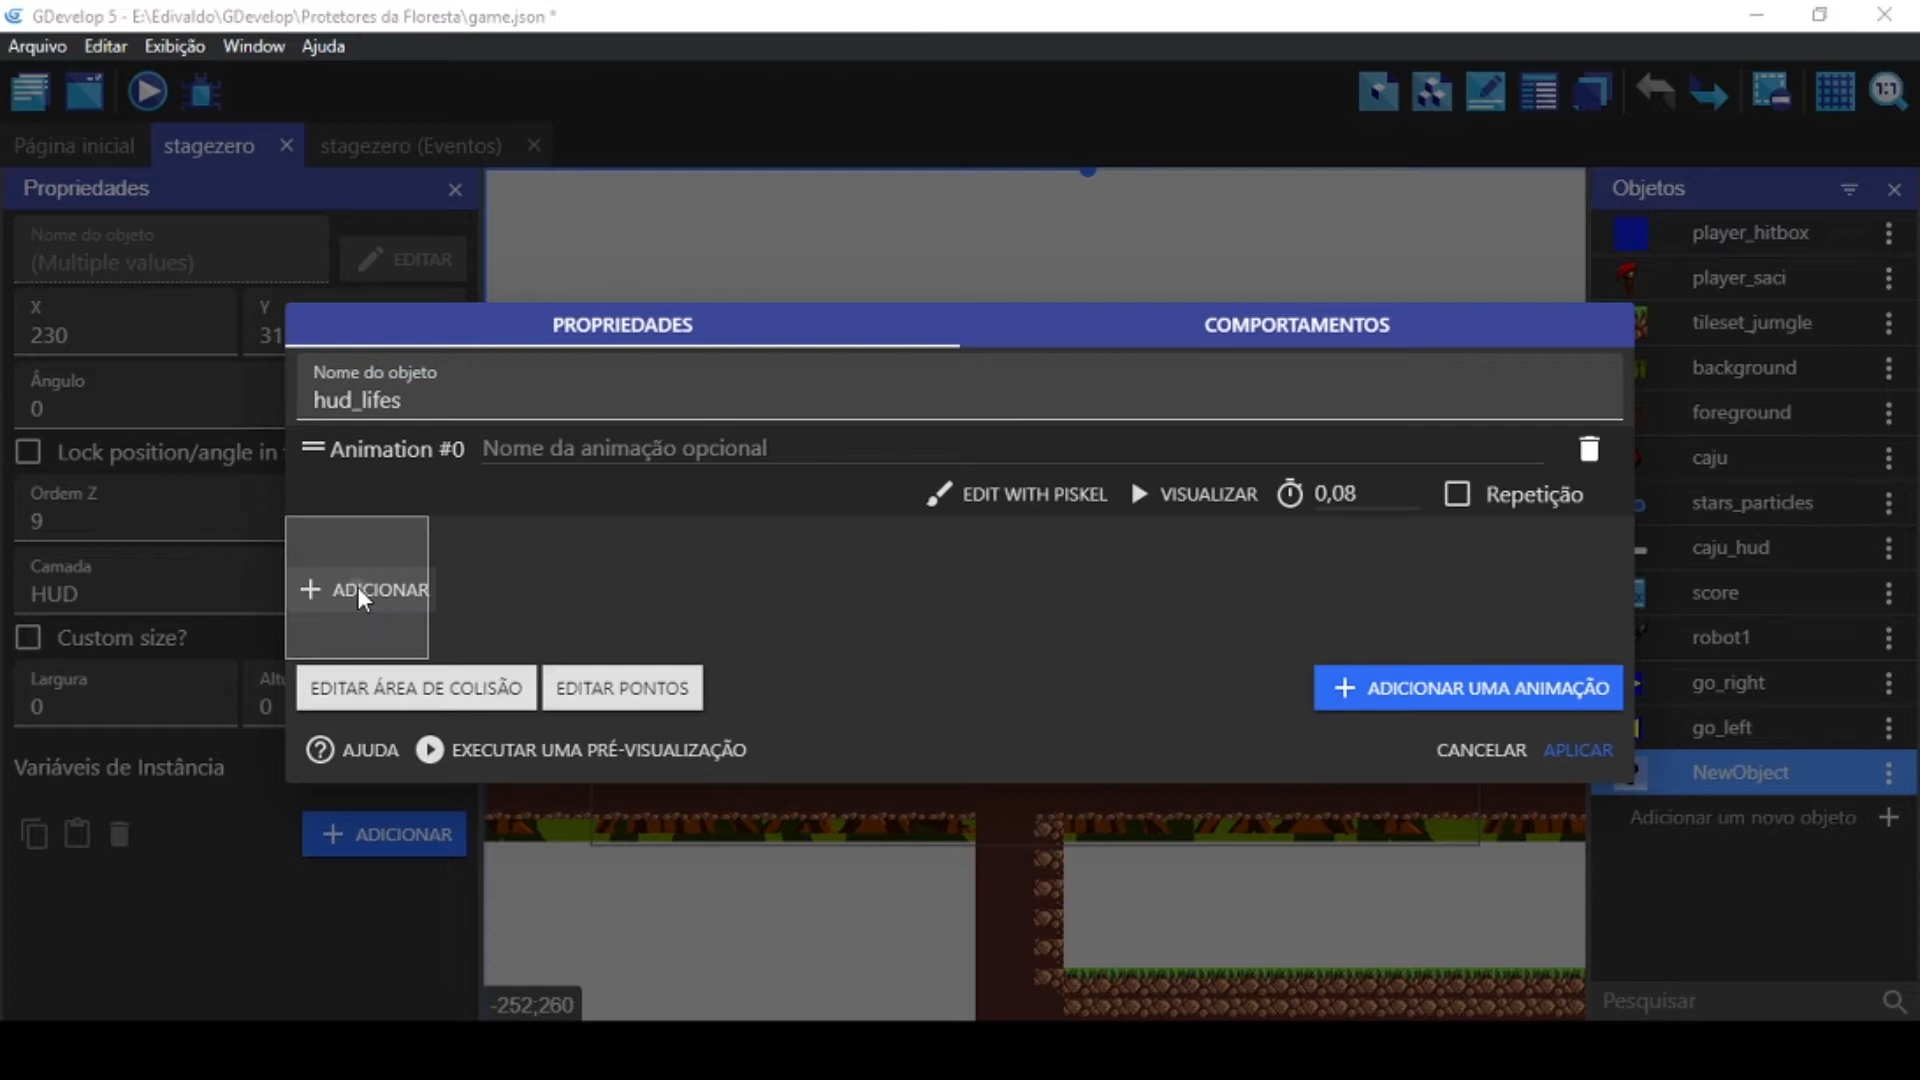 GDevelop 5 - E:\Edivaldo\GDevelop\Protetores da Floresta\game.json *
Arquivo Editar Exibição Window Ajuda
1:1
Página inicial stagezero stagezero (Eventos)
Propriedades
Nome do objeto
(Multiple values)
EDITAR
X Y
230 31
Ângulo
0
Lock position/angle in
Ordem Z
9
Camada
HUD
Custom size?
Largura
0
0
Variáveis de Instância
ADICIONAR
PROPRIEDADES COMPORTAMENTOS
Nome do objeto
hud_lifes
Animation #0 Nome da animação opcional
EDIT WITH PISKEL VISUALIZAR 0,08 Repetição
ADICIONAR
EDITAR ÁREA DE COLISÃO EDITAR PONTOS ADICIONAR UMA ANIMAÇÃO
AJUDA EXECUTAR UMA PRÉ-VISUALIZAÇÃO CANCELAR APLICAR
-252;260
Objetos
player_hitbox
player_saci
tileset_jumgle
background
foreground
caju
stars_particles
caju_hud
score
robot1
go_right
go_left
NewObject
Adicionar um novo objeto
Pesquisar